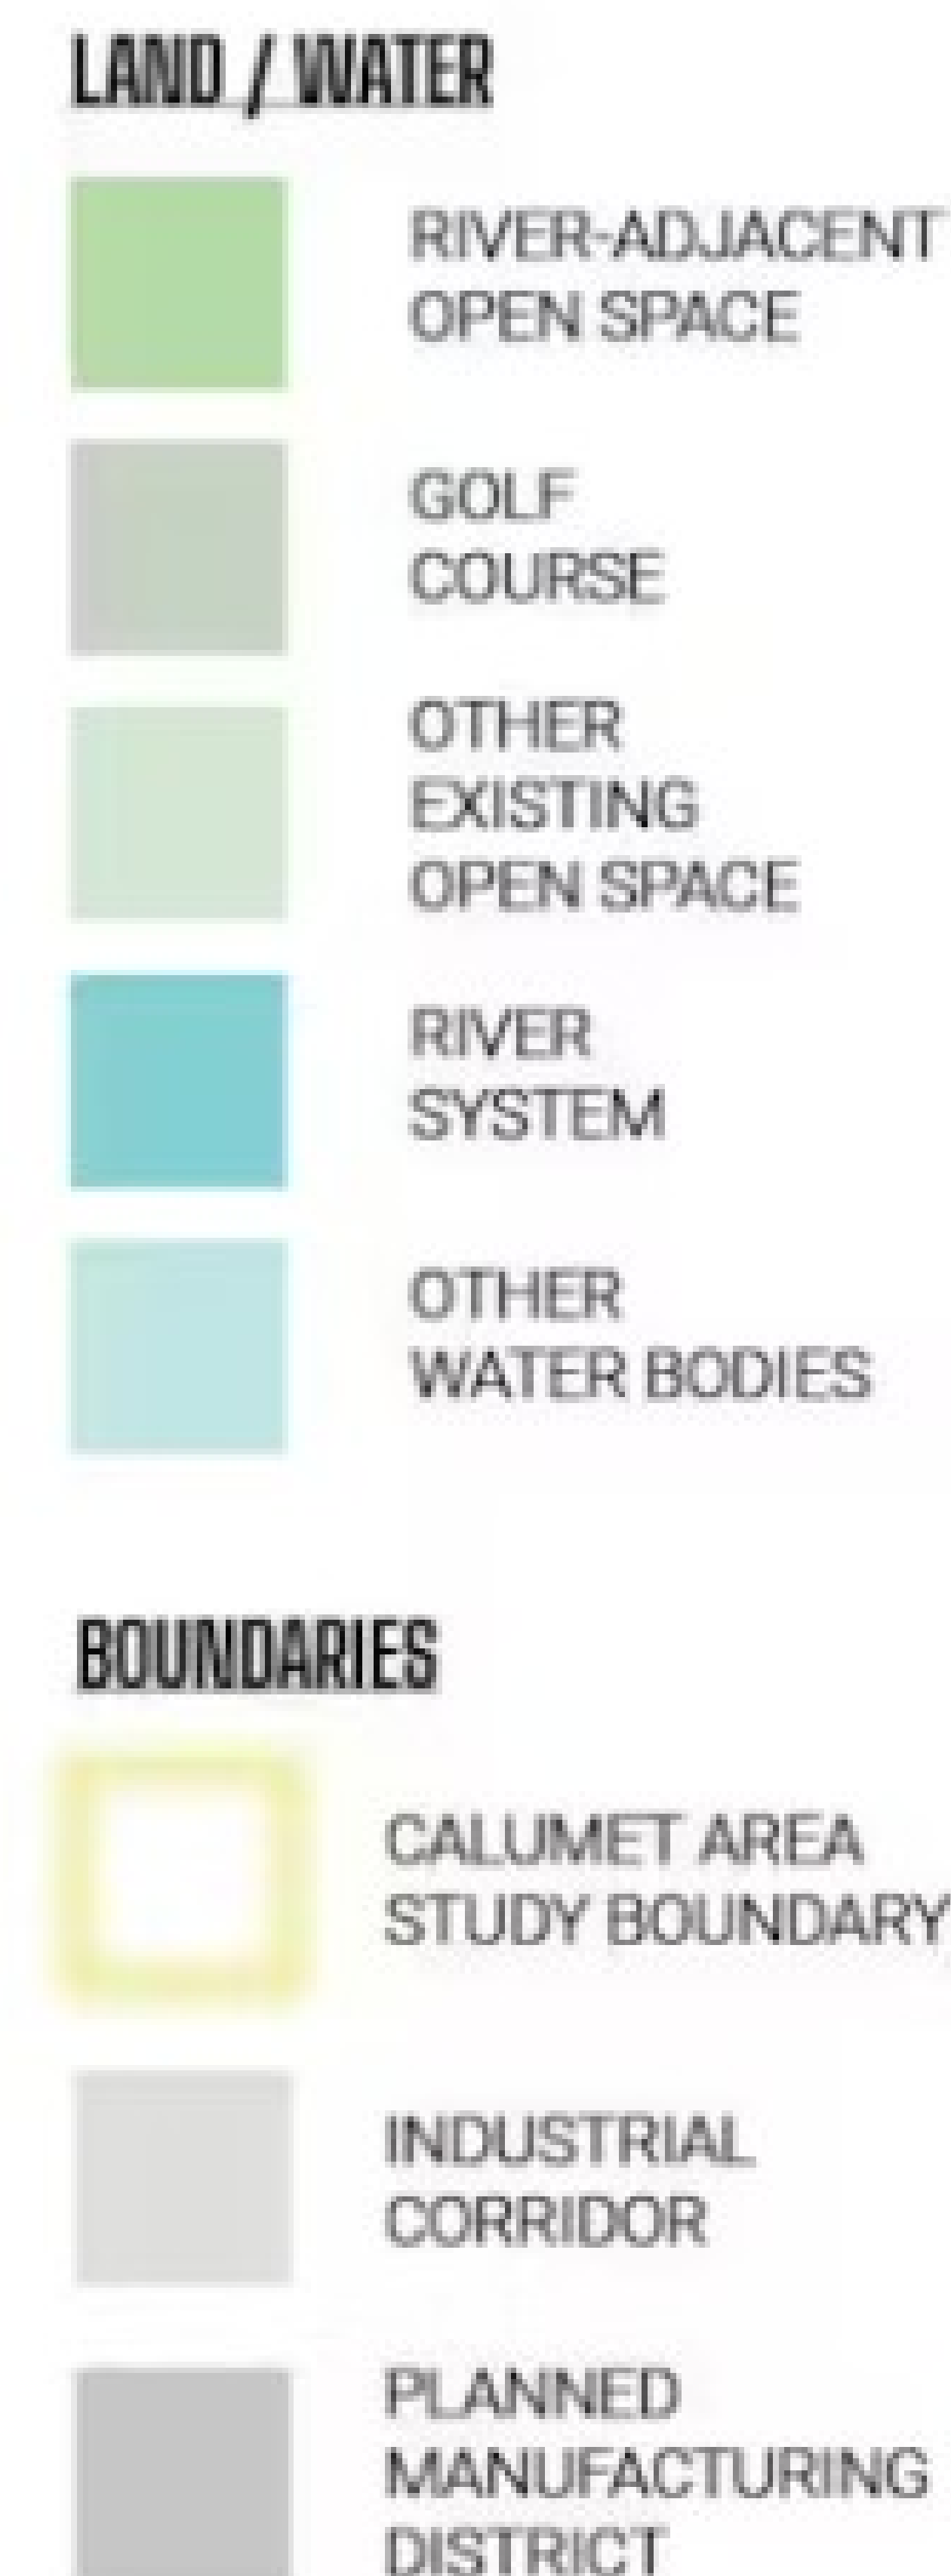 LAND / WATER
RIVER-ADJACENT
OPEN SPACE
GOLF
COURSE
OTHER
EXISTING
OPEN SPACE
RIVER
SYSTEM
OTHER
WATER BODIES
BOUNDARIES
CALUMET AREA
STUDY BOUNDARY
INDUSTRIAL
CORRIDOR
PLANNED
MANUFACTURING
DISTRICT